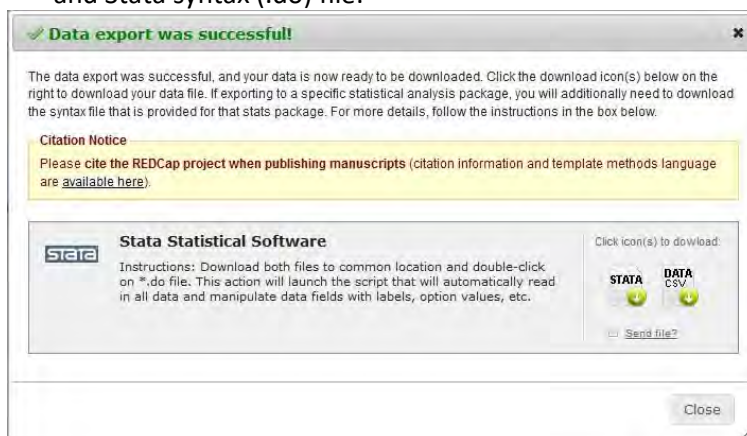 and Stata syntax (.do) file.
Data export was successful!
The data export was successful, and your data is now ready to be downloaded. Click the download icon(s) below on the
right to download your data file. If exporting to a specific statistical analysis package, you will additionally need to download
the syntax file that is provided for that stats package. For more details, follow the instructions in the box below.
Citation Notice
Please cite the REDCap project when publishing manuscripts (citation information and template methods language
are available here).
STATA
Stata Statistical Software
Instructions: Download both files to common location and double-click
on *.do file. This action will launch the script that will automatically read
in all data and manipulate data fields with labels, option values, etc.
Click icon(s) to dowload:
STATA
DATA
CSV
Send file?
Close